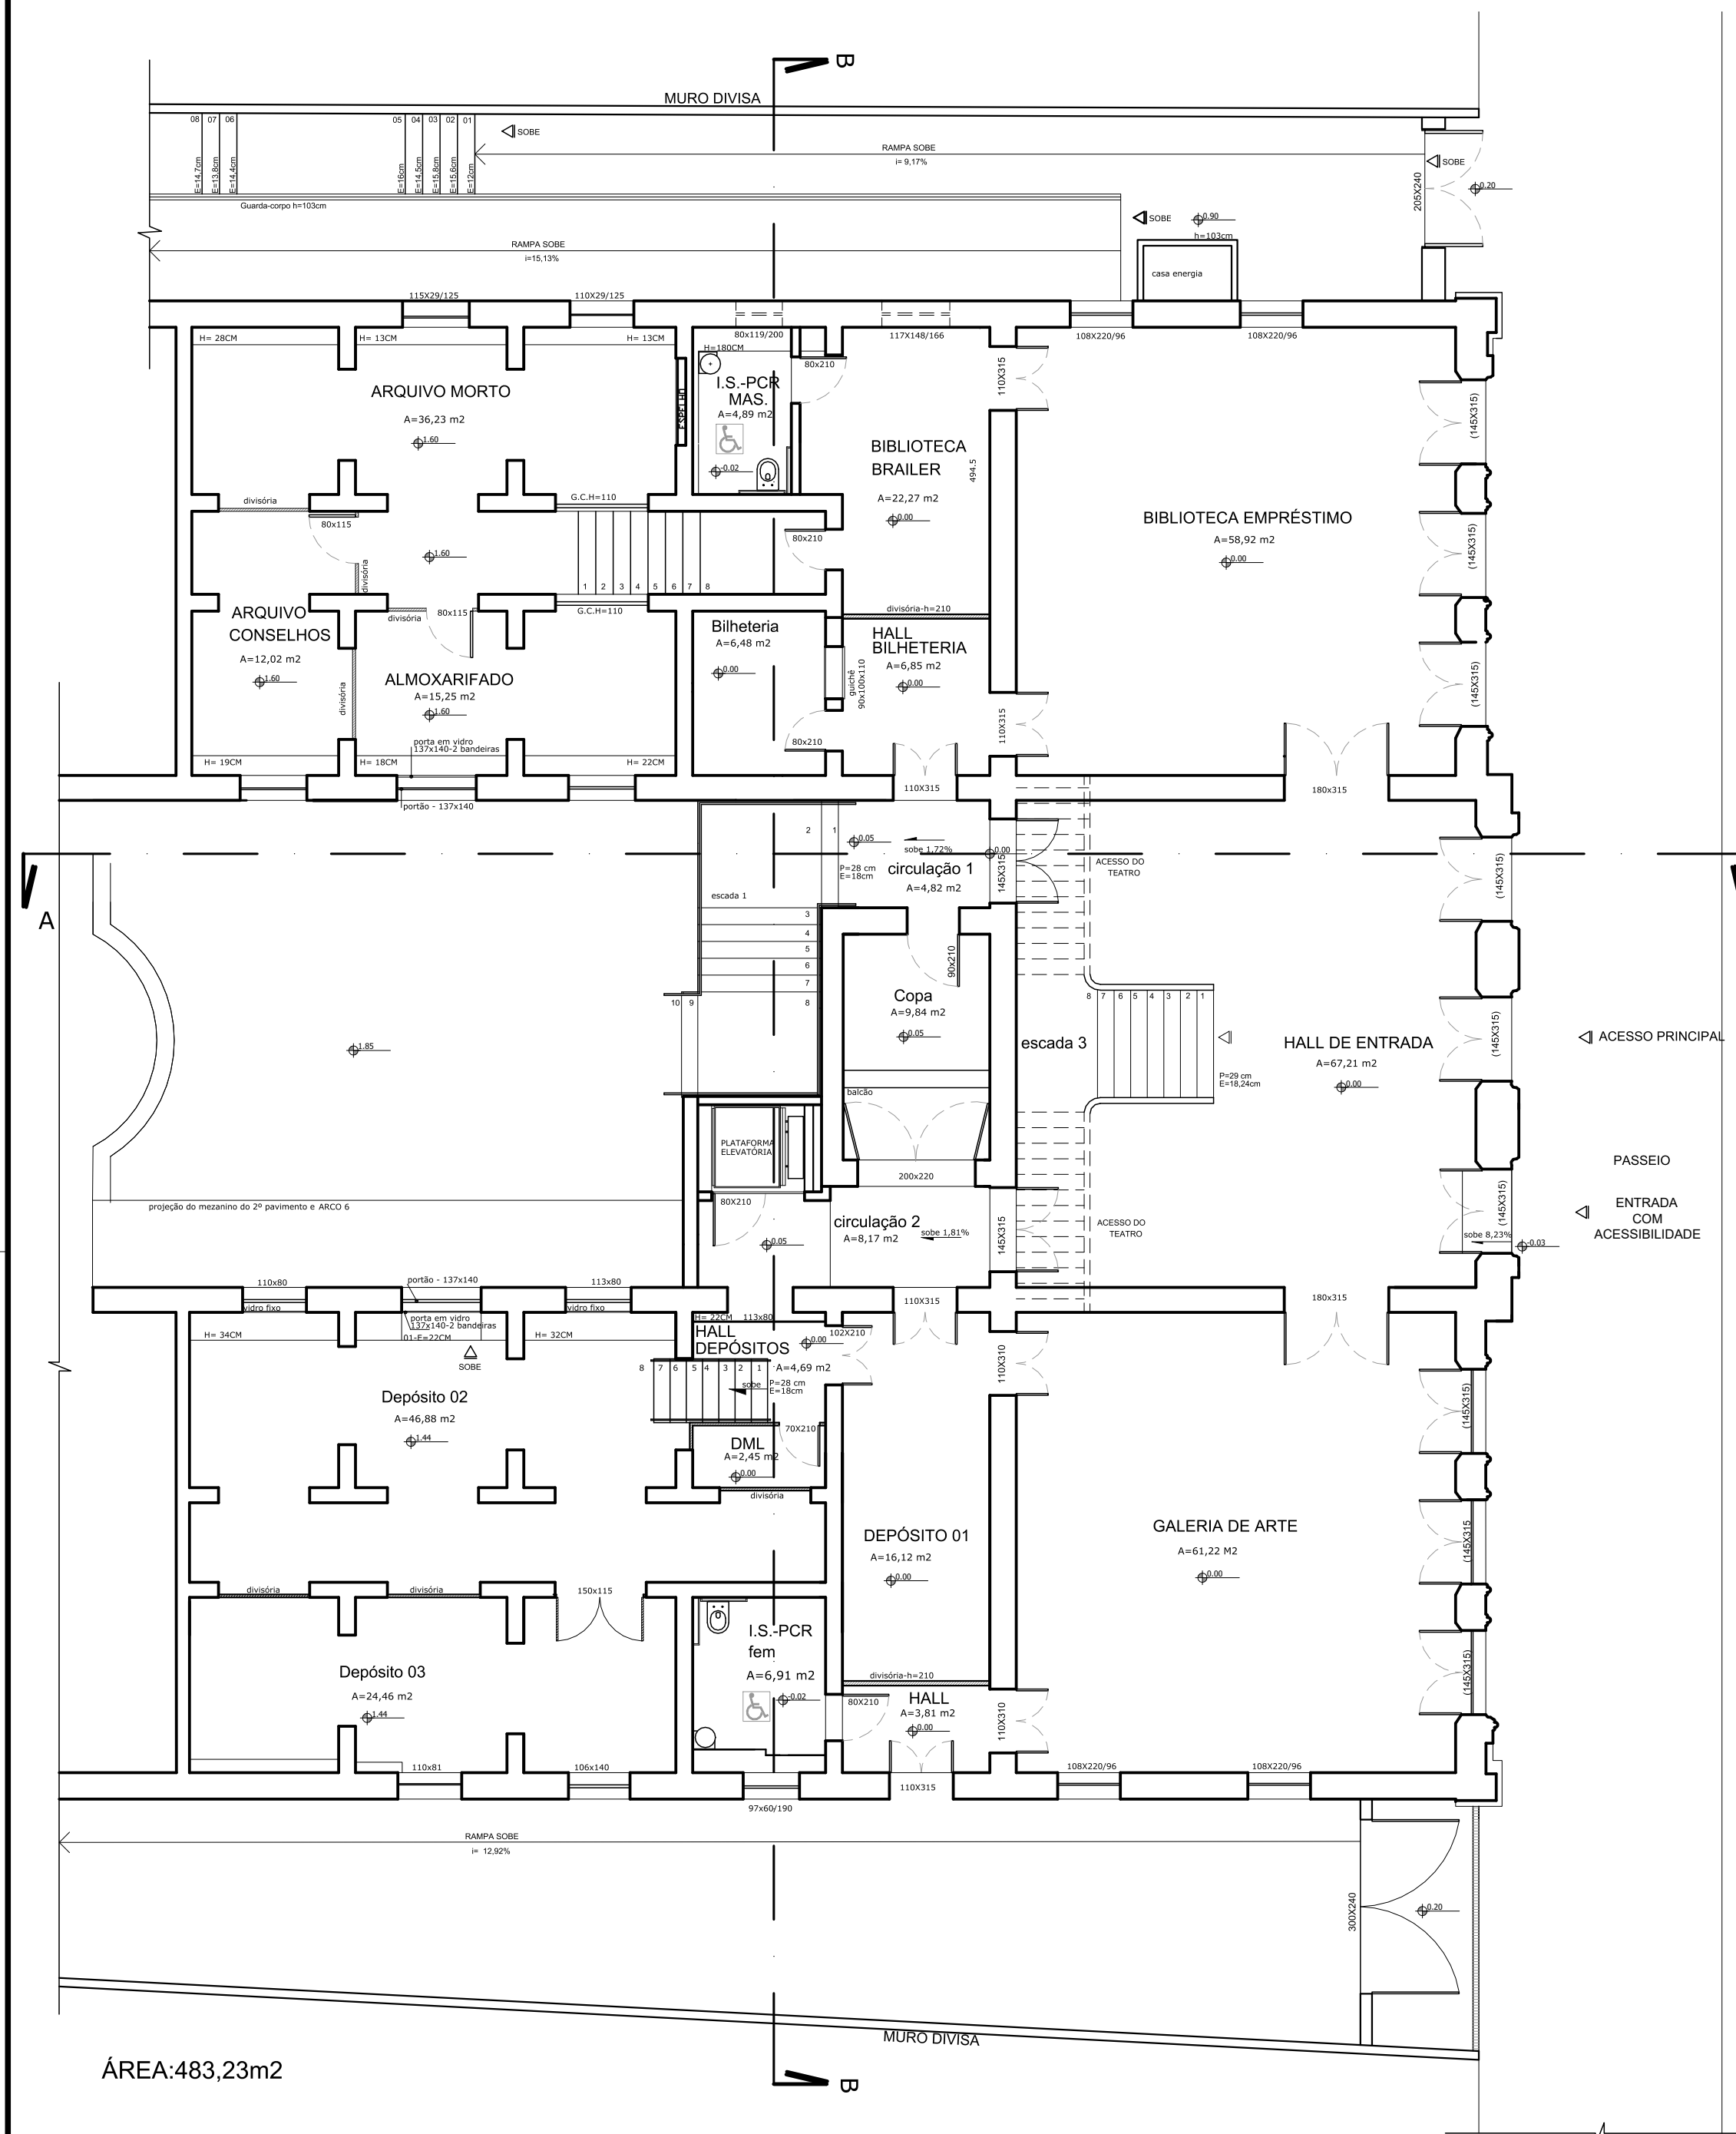 B
MURO DIVISA
08
07
06
05
04
03
02
01
E=14,7cm
E=13,8cm
E=14,4cm
E=16cm
E=14,5cm
E=15,8cm
E=15,6cm
E=12cm
SOBE
RAMPA SOBE
i= 9,17%
SOBE
205X240
0.20
Guarda-corpo h=103cm
SOBE
0.90
h=103cm
casa energia
RAMPA SOBE
i=15,13%
115X29/125
110X29/125
80x119/200
117X148/166
108X220/96
108X220/96
H= 28CM
H= 13CM
H= 13CM
H=180CM
80x210
110X315
ARQUIVO MORTO
A=36,23 m2
1.60
ESPELHO
I.S.-PCR
MAS.
A=4,89 m2
-0.02
BIBLIOTECA
BRAILER
494.5
A=22,27 m2
0.00
(145X315)
BIBLIOTECA EMPRÉSTIMO
A=58,92 m2
0.00
(145X315)
divisória
G.C.H=110
80x115
1.60
divisória
80x210
1
2
3
4
5
6
7
8
G.C.H=110
divisória-h=210
ARQUIVO
CONSELHOS
A=12,02 m2
1.60
divisória
80x115
divisória
ALMOXARIFADO
A=15,25 m2
1.60
Bilheteria
A=6,48 m2
0.00
guichê
90x100x110
HALL
BILHETERIA
A=6,85 m2
0.00
(145X315)
110X315
80x210
porta em vidro
137x140-2 bandeiras
H= 19CM
H= 18CM
H= 22CM
portão - 137x140
110X315
180x315
2
1
0.05
sobe 1,72%
0.00
P=28 cm
E=18cm
circulação 1
A=4,82 m2
145X315
ACESSO DO
TEATRO
(145X315)
A
escada 1
3
4
5
6
7
8
10
9
90x210
Copa
A=9,84 m2
0.05
balcão
8
7
6
5
4
3
2
1
escada 3
P=29 cm
E=18,24cm
HALL DE ENTRADA
A=67,21 m2
0.00
(145X315)
ACESSO PRINCIPAL
1.85
PLATAFORMA
ELEVATÓRIA
200x220
80X210
PASSEIO
projeção do mezanino do 2º pavimento e ARCO 6
circulação 2
A=8,17 m2
sobe 1,81%
0.05
145X315
ACESSO DO
TEATRO
(145X315)
sobe 8,23%
-0.03
ENTRADA
COM
ACESSIBILIDADE
110x80
portão - 137x140
113x80
vidro fixo
vidro fixo
110X315
180x315
porta em vidro
137x140-2 bandeiras
01-E=22CM
H= 34CM
H= 32CM
SOBE
H= 22CM
113x80
HALL
DEPÓSITOS
A=4,69 m2
0.00
102X210
110X310
8
7
6
5
4
3
2
1
sobe
P=28 cm
E=18cm
Depósito 02
A=46,88 m2
1.44
70X210
DML
A=2,45 m2
0.00
divisória
(145X315)
DEPÓSITO 01
A=16,12 m2
0.00
GALERIA DE ARTE
A=61,22 M2
0.00
(145X315
divisória
divisória
150x115
I.S.-PCR
fem
A=6,91 m2
-0.02
Depósito 03
A=24,46 m2
1.44
divisória-h=210
80X210
HALL
A=3,81 m2
0.00
110X310
(145X315)
110x81
106x140
97x60/190
110X315
108X220/96
108X220/96
RAMPA SOBE
i= 12,92%
300X240
0.20
MURO DIVISA
ÁREA:483,23m2
B